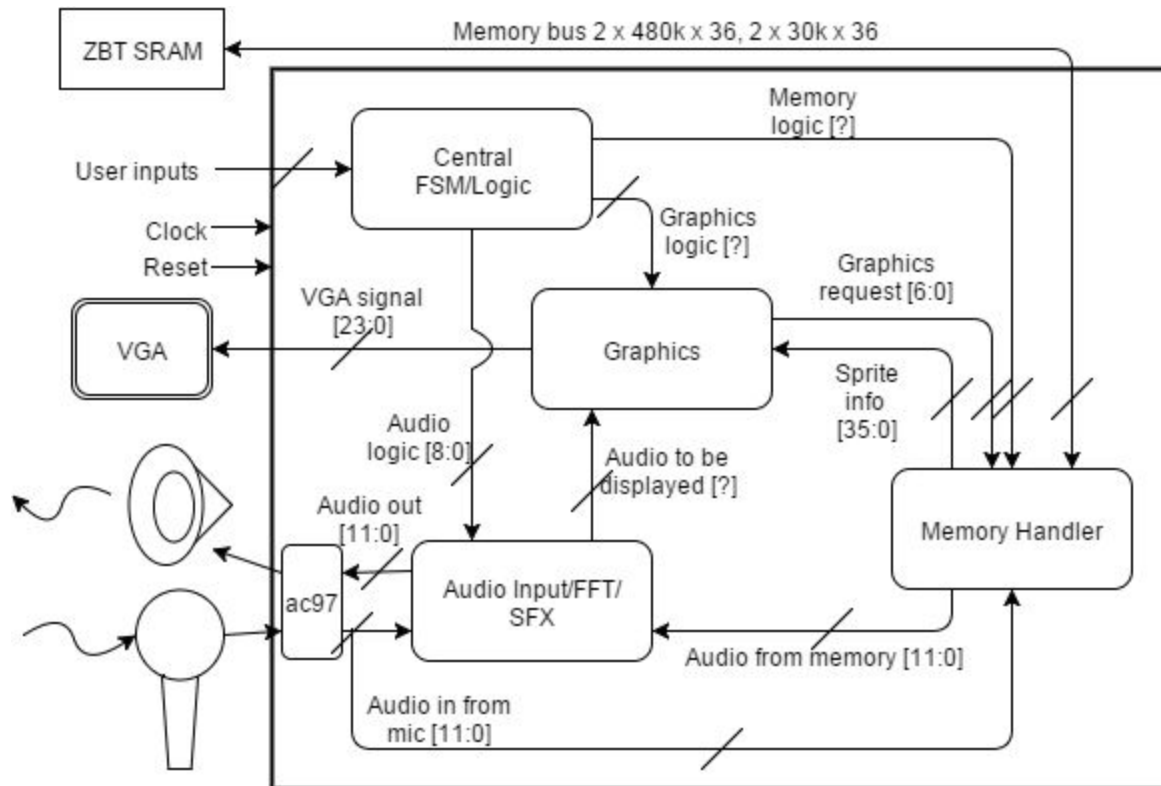 Memory bus 2 x 480k x 36, 2 x 30k x 36
ZBT SRAM
Memory
logic [?]
Central
FSM/Logic
User inputs
Graphics
logic [?]
Clock
Reset
Graphics
request [6:0]
VGA signal
[23:0]
VGA
Graphics
Sprite
info
[35:0]
Audio
logic [8:0]
Audio to be
displayed [?]
Audio out
[11:0]
Memory Handler
ac97
Audio Input/FFT/
SFX
Audio from memory [11:0]
Audio in from
mic [11:0]